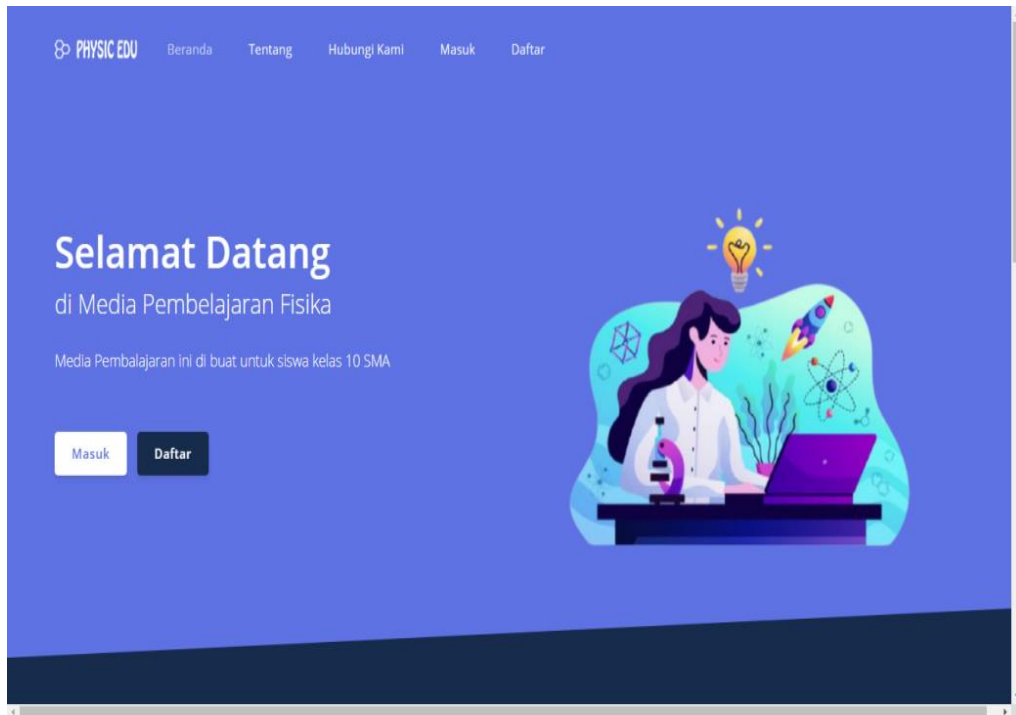 PHYSIC EDU Beranda Tentang Hubungi Kami Masuk Daftar
Selamat Datang
di Media Pembelajaran Fisika
Media Pembalajaran ini di buat untuk siswa kelas 10 SMA
Masuk Daftar